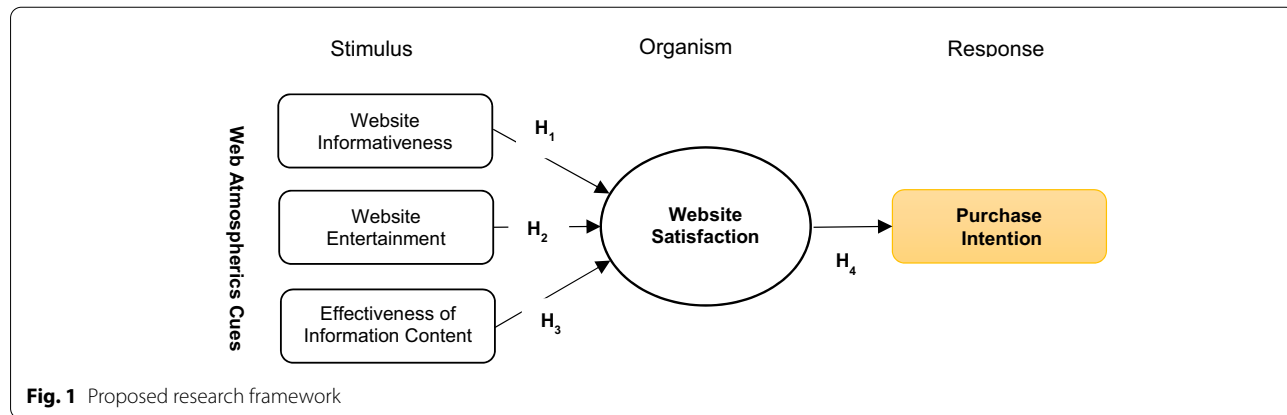 Stimulus
Organism
Response
Web Atmospherics Cues
Website
Informativeness
H1
Website
Entertainment
H2
Effectiveness of
Information Content
H3
Website
Satisfaction
H4
Purchase
Intention
Fig. 1 Proposed research framework